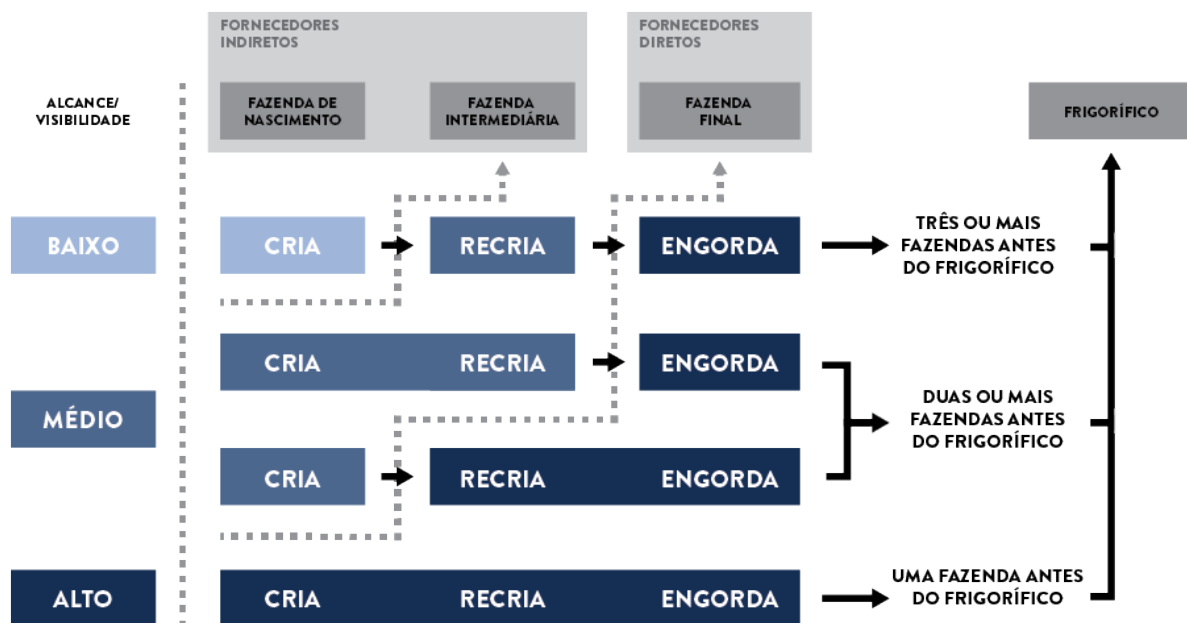 FORNECEDORES
INDIRETOS
FORNECEDORES
DIRETOS
ALCANCE/
VISIBILIDADE
FAZENDA DE
NASCIMENTO
FAZENDA
INTERMEDIÁRIA
FAZENDA
FINAL
FRIGORÍFICO
BAIXO
CRIA
RECRIA
ENGORDA
TRÊS OU MAIS
FAZENDAS ANTES
DO FRIGORÍFICO
MÉDIO
CRIA
RECRIA
ENGORDA
CRIA
RECRIA
ENGORDA
DUAS OU MAIS
FAZENDAS ANTES
DO FRIGORÍFICO
ALTO
CRIA
RECRIA
ENGORDA
UMA FAZENDA ANTES
DO FRIGORÍFICO